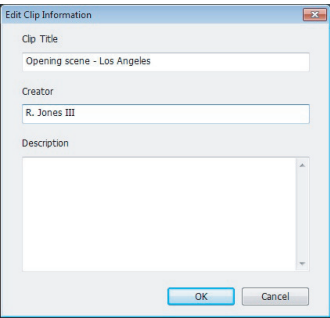 Edit Clip Information
Clip Title
Opening scene - Los Angeles
Creator
R. Jones III
Description
OK Cancel